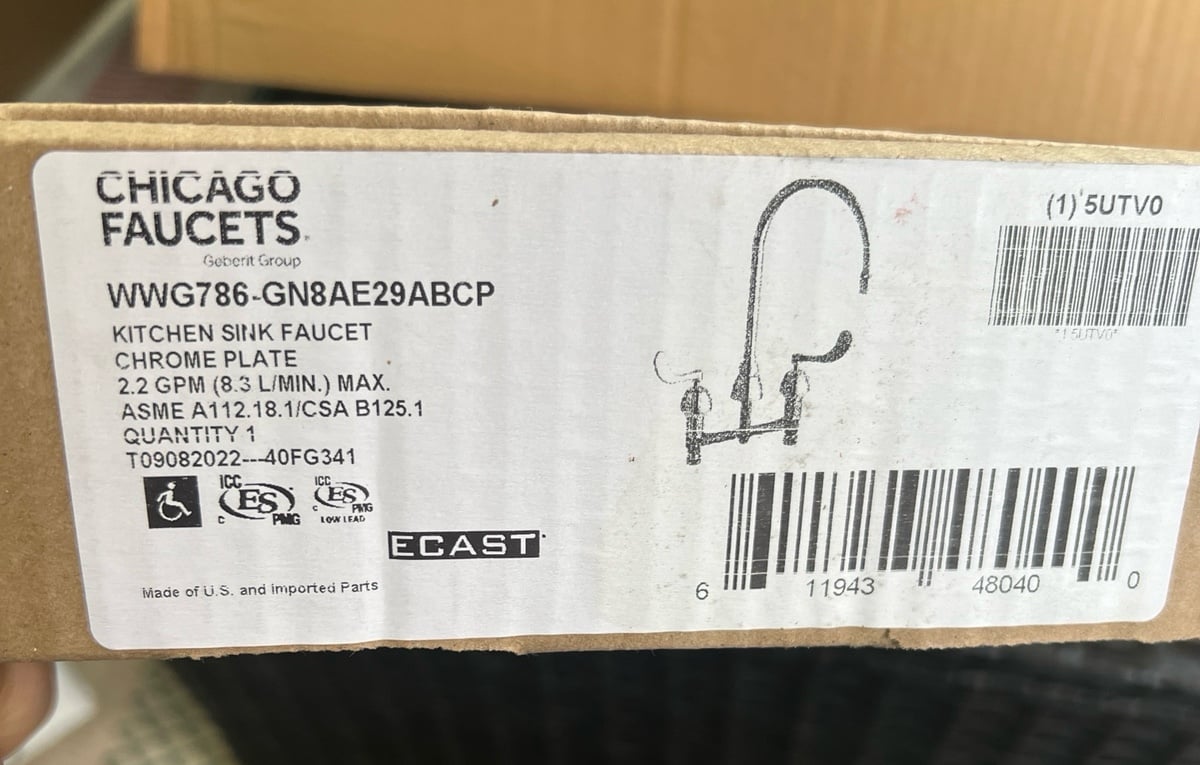 CHICAGO
FAUCETS
Geberit Group
WWG786-GN8AE29ABCP
KITCHEN SINK FAUCET
CHROME PLATE
2.2 GPM (8.3 L/MIN.) MAX.
ASME A112.18.1/CSA B125.1
QUANTITY 1
T09082022---40FG341
ICC
ES
C PMG
ICC
ES
C PMG
LOW LEAD
ECAST
Made of U.S. and Imported Parts
(1) 5UTV0
*1 5UTV0*
6 11943 48040 0